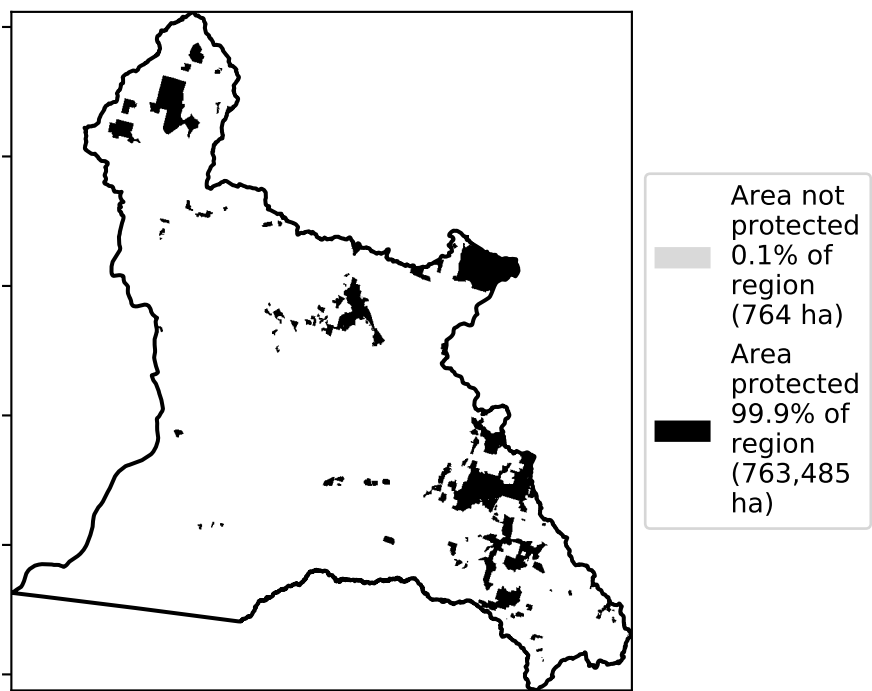 Area not
protected
0.1% of
region
(764 ha)
Area
protected
99.9% of
region
(763,485
ha)